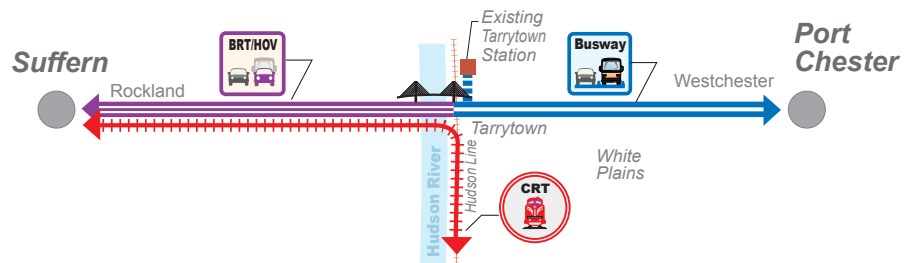 Existing
Tarrytown
Station
BRT/HOV
Busway
Port
Chester
Suffern
Rockland
Westchester
Tarrytown
White
Plains
Hudson River
Hudson Line
CRT